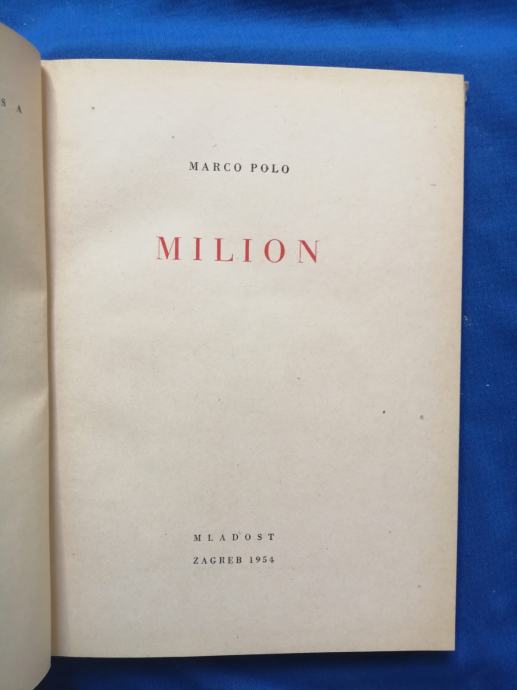 S A
MARCO POLO
MILION
MLADOST
ZAGREB 1954